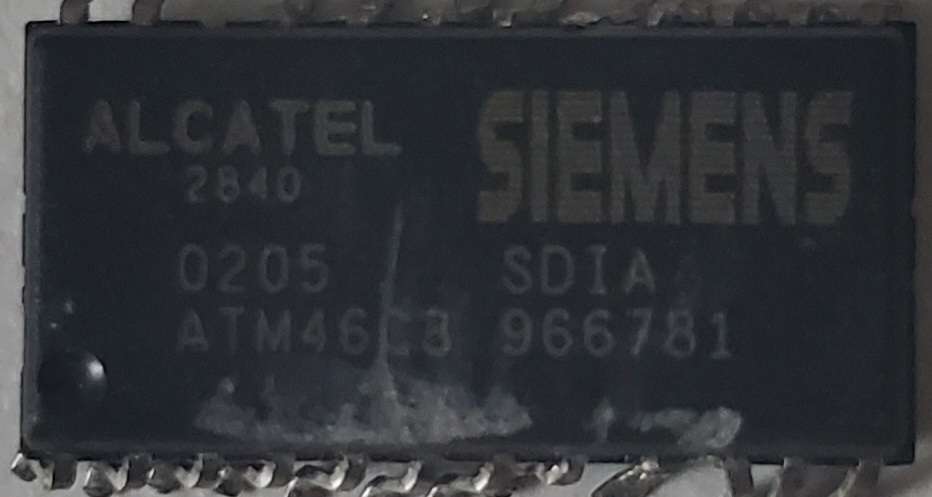 ALCATEL SIEMENS
2840
0205 SDIA
ATM46C3 966781